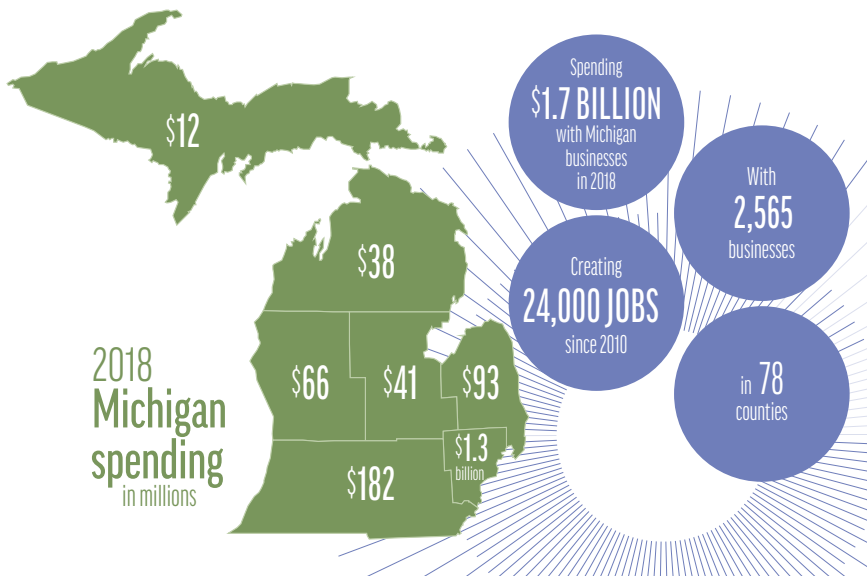 $12
$38
$66
$41
$93
$1.3
billion
$182
2018
Michigan
spending
in millions
Spending
$1.7 BILLION
with Michigan
businesses
in 2018
With
2,565
businesses
Creating
24,000 JOBS
since 2010
in 78
counties